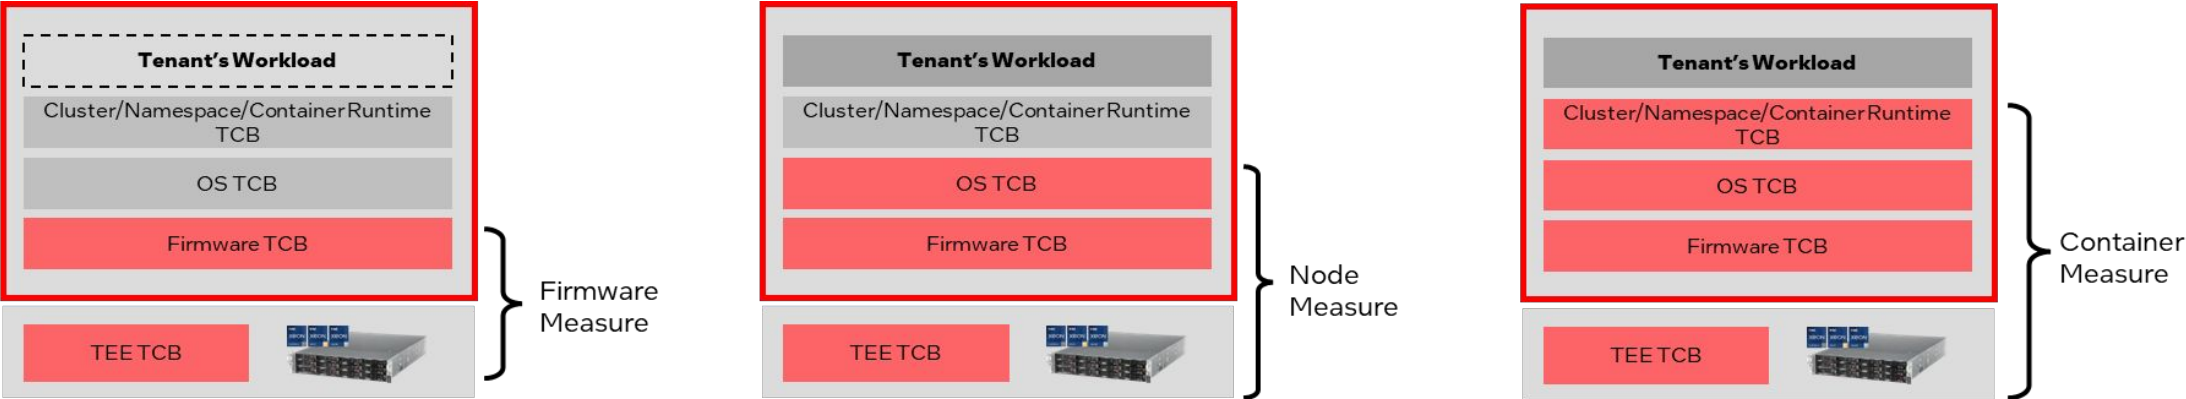 Tenant's Workload
Cluster/Namespace/Container Runtime
TCB
OS TCB
Firmware TCB
TEE TCB
Firmware
Measure
Tenant's Workload
Cluster/Namespace/Container Runtime
TCB
OS TCB
Firmware TCB
TEE TCB
Node
Measure
Tenant's Workload
Cluster/Namespace/Container Runtime
TCB
OS TCB
Firmware TCB
TEE TCB
Container
Measure